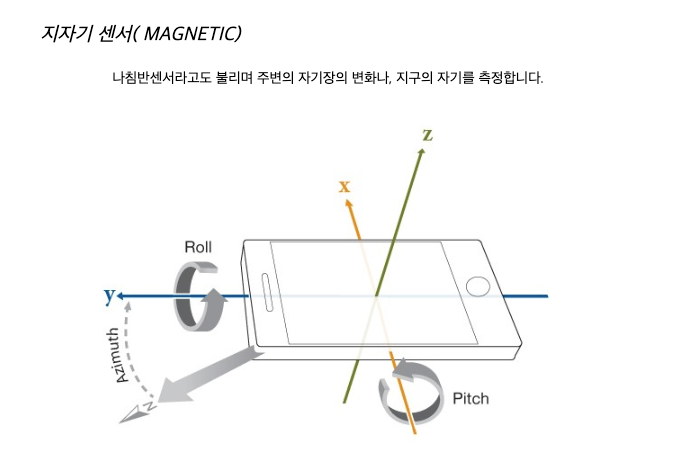 지자기 센서( MAGNETIC)
나침반센서라고도 불리며 주변의 자기장의 변화나, 지구의 자기를 측정합니다.
z
x
Roll
y
Azimuth
N
Pitch